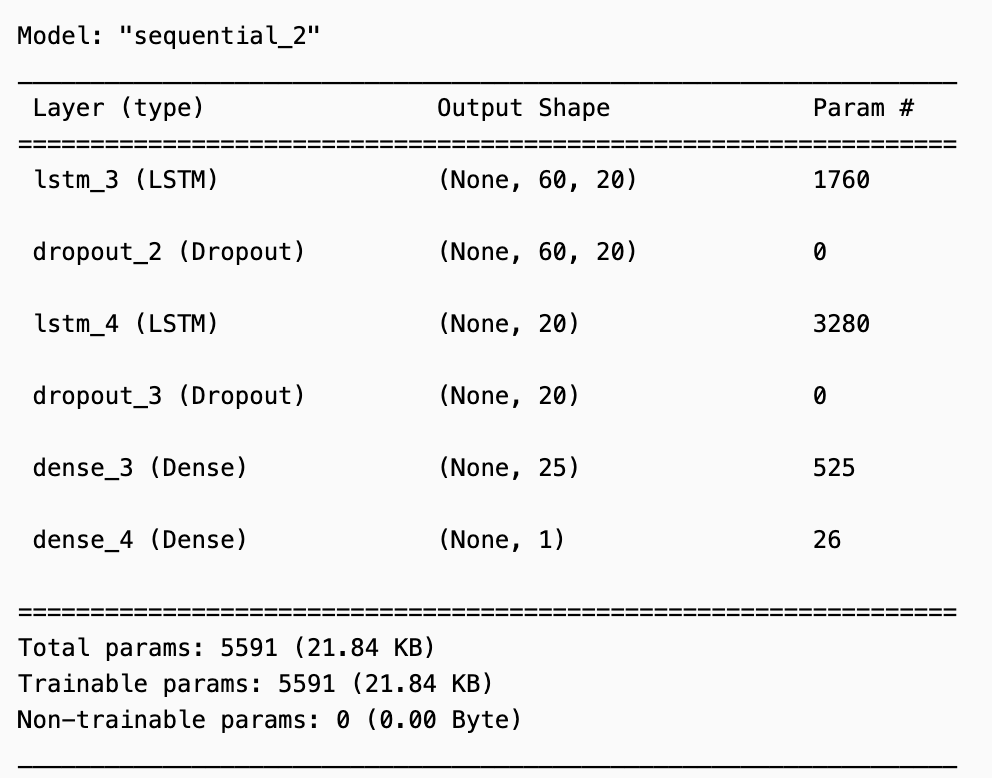 Model: "sequential_2"
_________________________________________________________________
Layer (type) Output Shape Param #
=================================================================
lstm_3 (LSTM) (None, 60, 20) 1760
dropout_2 (Dropout) (None, 60, 20) 0
lstm_4 (LSTM) (None, 20) 3280
dropout_3 (Dropout) (None, 20) 0
dense_3 (Dense) (None, 25) 525
dense_4 (Dense) (None, 1) 26
=================================================================
Total params: 5591 (21.84 KB)
Trainable params: 5591 (21.84 KB)
Non-trainable params: 0 (0.00 Byte)
_________________________________________________________________